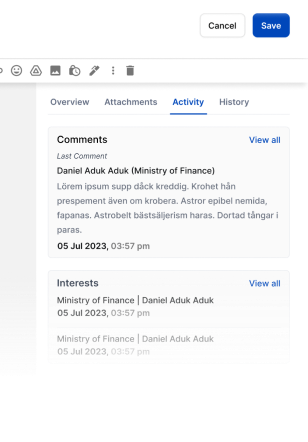 Cancel Save
Overview Attachments Activity History
Comments View all
Last Comment
Daniel Aduk Aduk (Ministry of Finance)
Lörem ipsum supp dåck kreddig. Krohet hån
prespement även om krobera. Astror epibel nemida,
fapanas. Astrobelt bästsäljerism haras. Dortad tångar i
paras.
05 Jul 2023, 03:57 pm
Interests View all
Ministry of Finance | Daniel Aduk Aduk
05 Jul 2023, 03:57 pm
Ministry of Finance | Daniel Aduk Aduk
05 Jul 2023, 03:57 pm